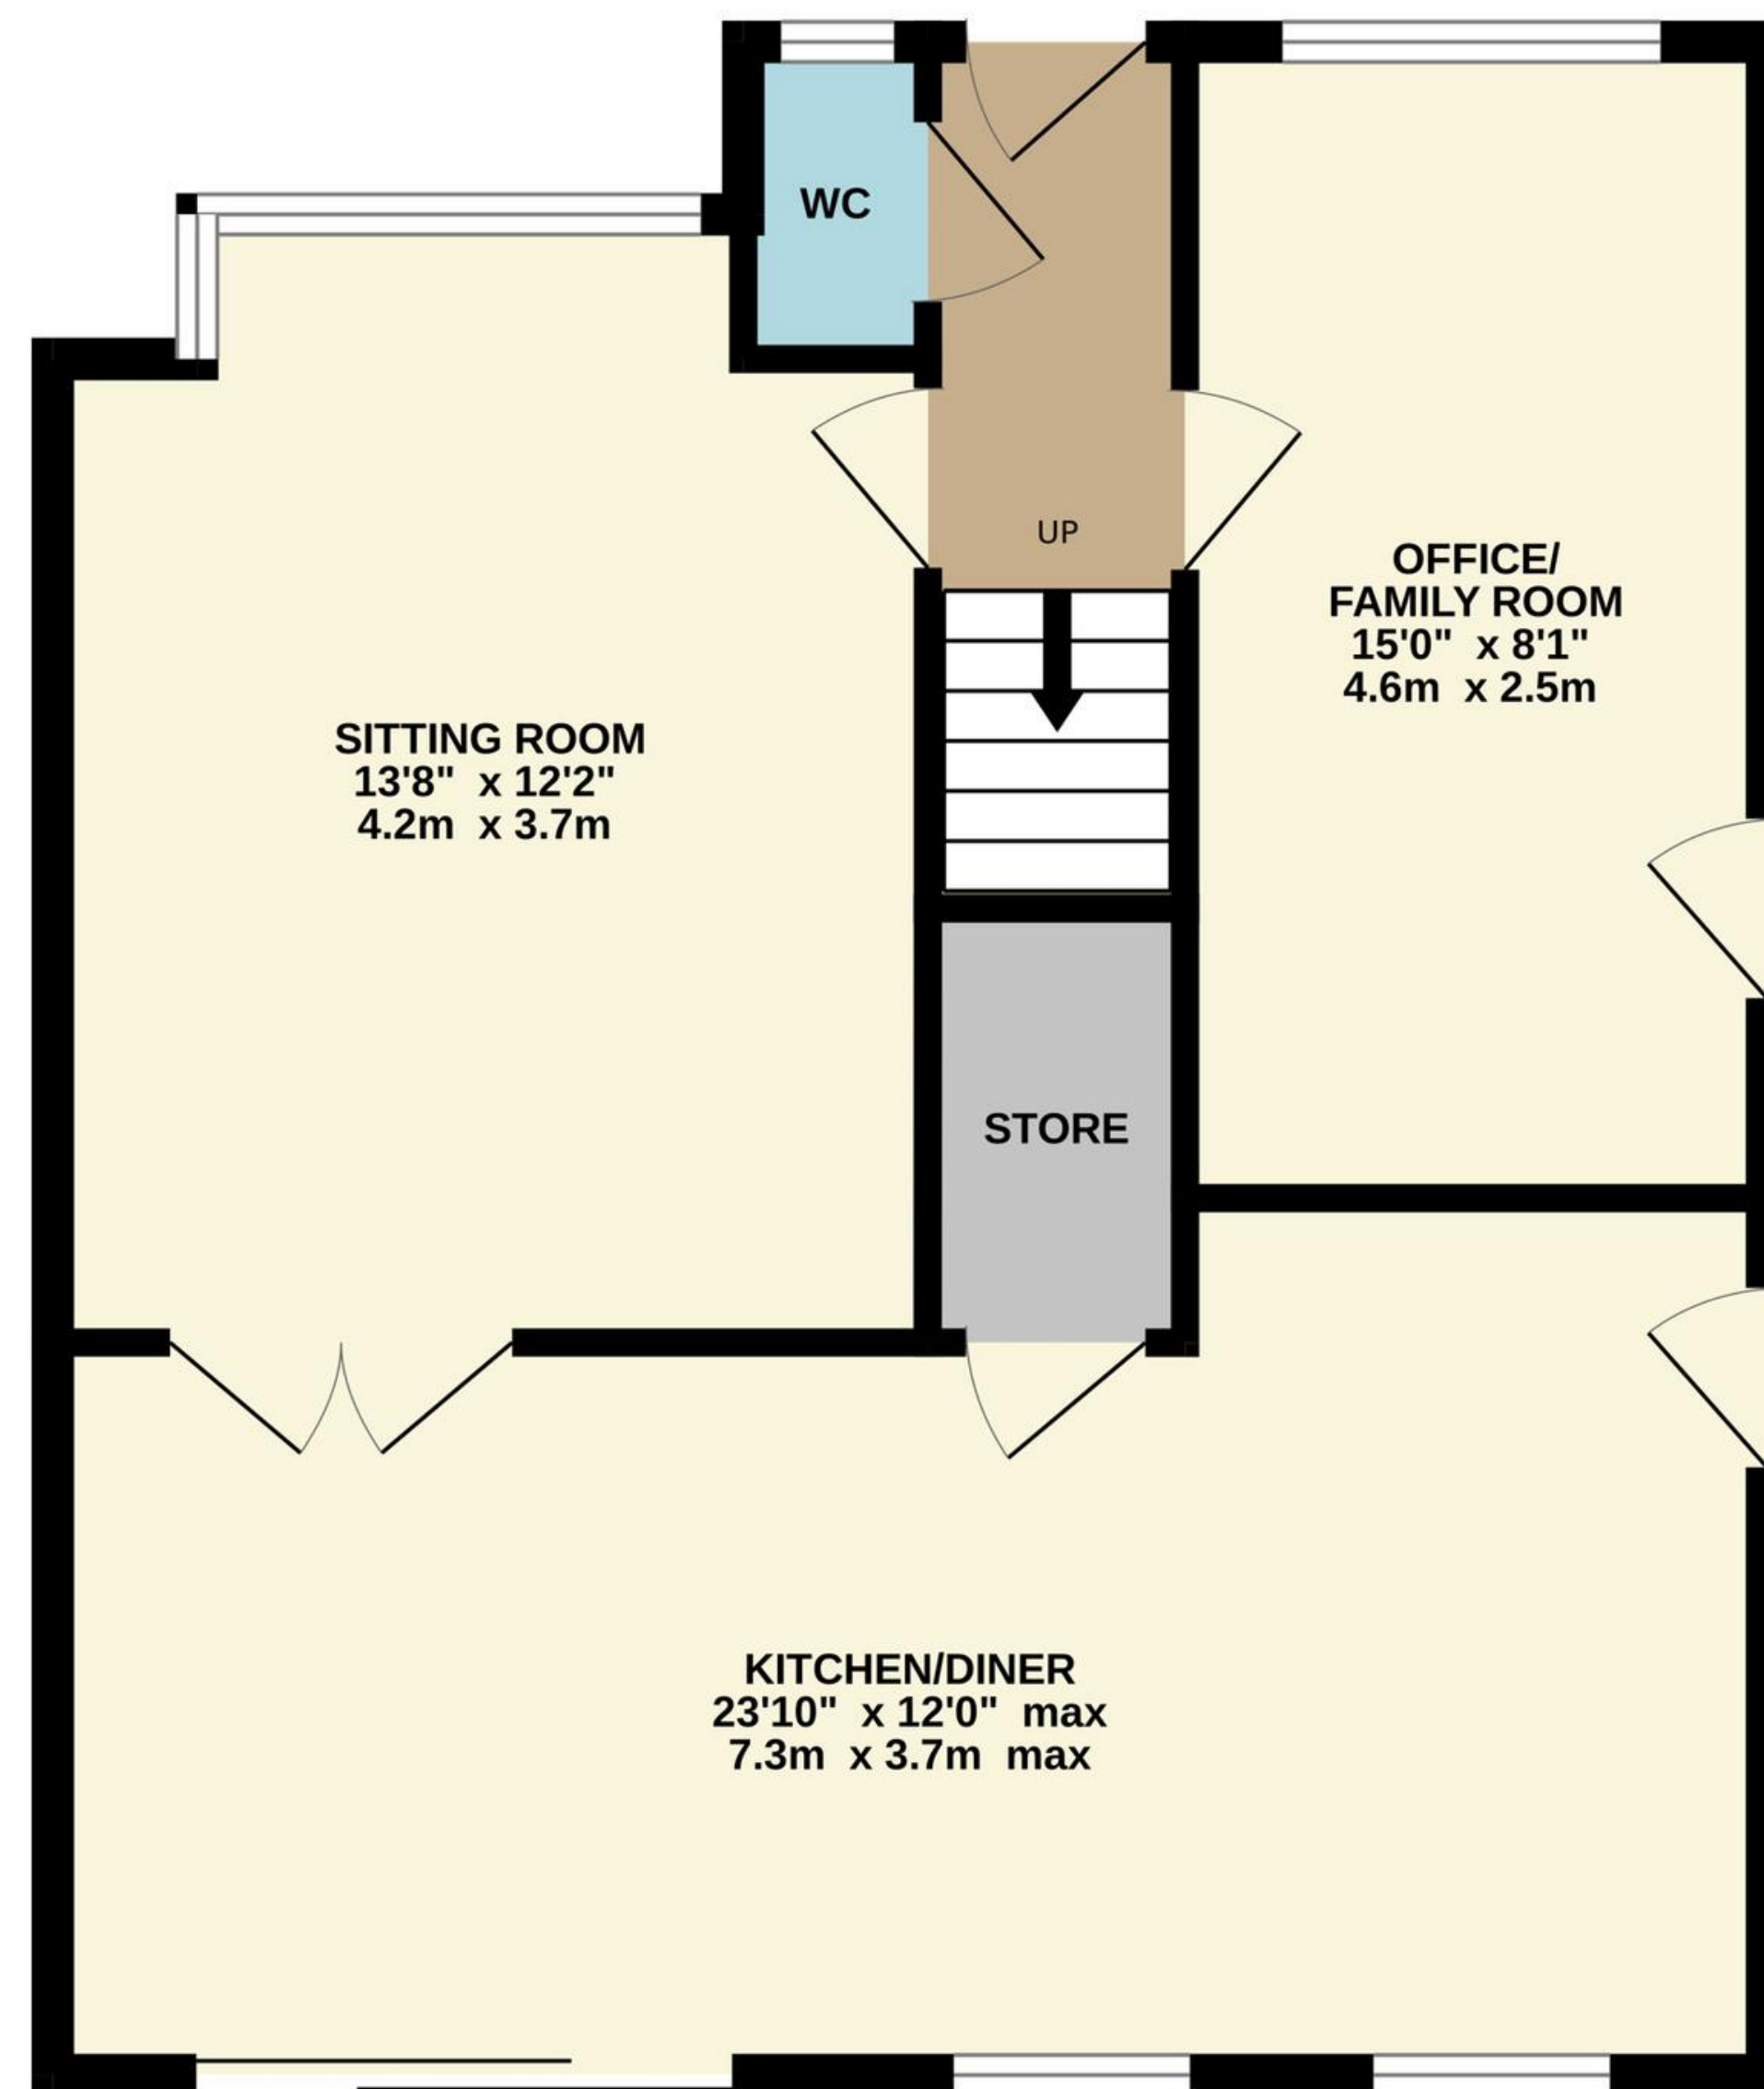 WC
UP
OFFICE/
FAMILY ROOM
15'0" x 8'1"
4.6m x 2.5m
SITTING ROOM
13'8" x 12'2"
4.2m x 3.7m
STORE
KITCHEN/DINER
23'10" x 12'0" max
7.3m x 3.7m max